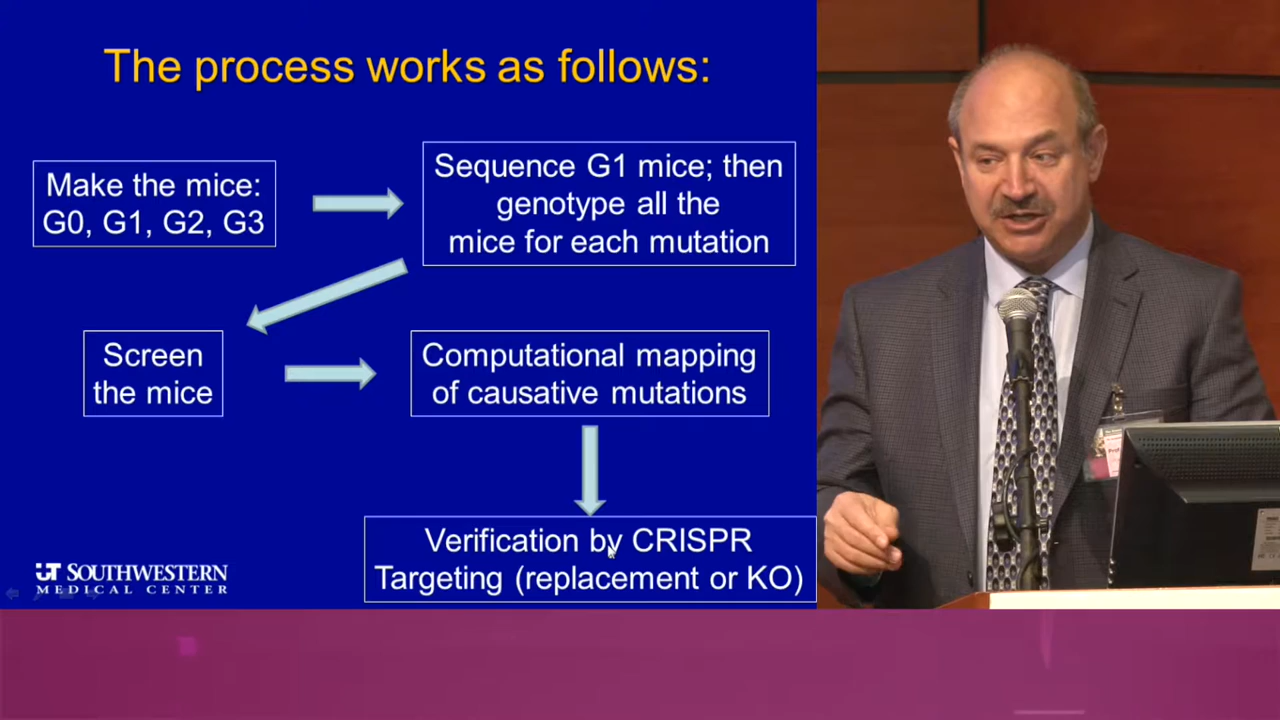 The process works as follows:
Make the mice:
G0, G1, G2, G3
Sequence G1 mice; then
genotype all the
mice for each mutation
Screen
the mice
Computational mapping
of causative mutations
Verification by CRISPR
Targeting (replacement or KO)
UT SOUTHWESTERN
MEDICAL CENTER